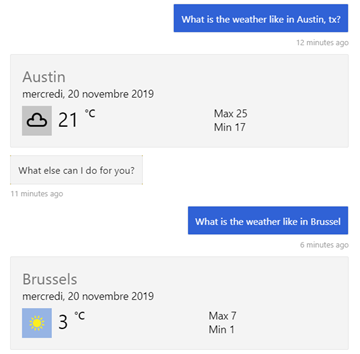 What is the weather like in Austin, tx?
12 minutes ago
Austin
mercredi, 20 novembre 2019
21 °C
Max 25
Min 17
What else can I do for you?
11 minutes ago
What is the weather like in Brussel
6 minutes ago
Brussels
mercredi, 20 novembre 2019
3 °C
Max 7
Min 1